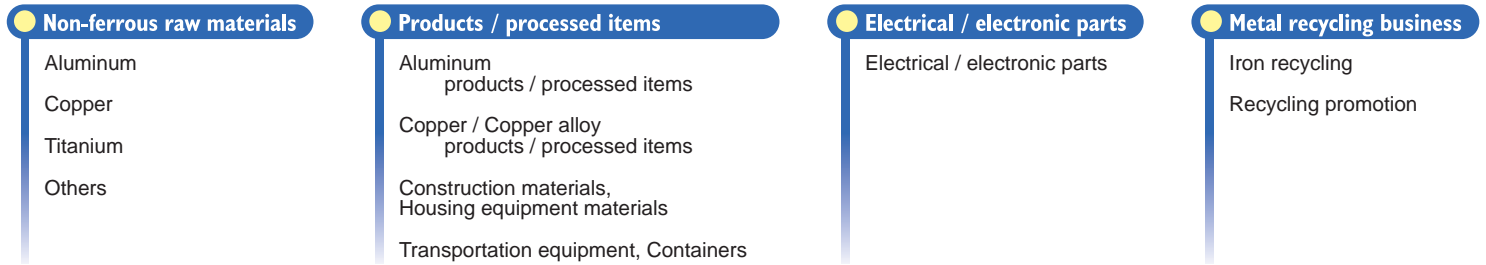 Non-ferrous raw materials
Aluminum
Copper
Titanium
Others
Products / processed items
Aluminum
products / processed items
Copper / Copper alloy
products / processed items
Construction materials,
Housing equipment materials
Transportation equipment, Containers
Electrical / electronic parts
Electrical / electronic parts
Metal recycling business
Iron recycling
Recycling promotion